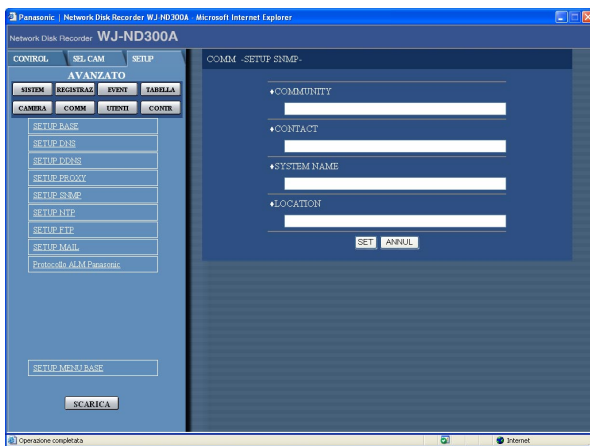 Panasonic | Network Disk Recorder WJ-ND300A - Microsoft Internet Explorer
Network Disk Recorder WJ-ND300A
CONTROL SEL CAM SETUP
AVANZATO
SISTEM REGISTRAZ EVENT TABELLA
CAMERA COMM UTENTI CONTR
SETUP BASE
SETUP DNS
SETUP DDNS
SETUP PROXY
SETUP SNMP
SETUP NTP
SETUP FTP
SETUP MAIL
Protocollo ALM Panasonic
SETUP MENU BASE
SCARICA
COMM -SETUP SNMP-
♦COMMUNITY
♦CONTACT
♦SYSTEM NAME
♦LOCATION
SET ANNUL
Operazione completata Internet